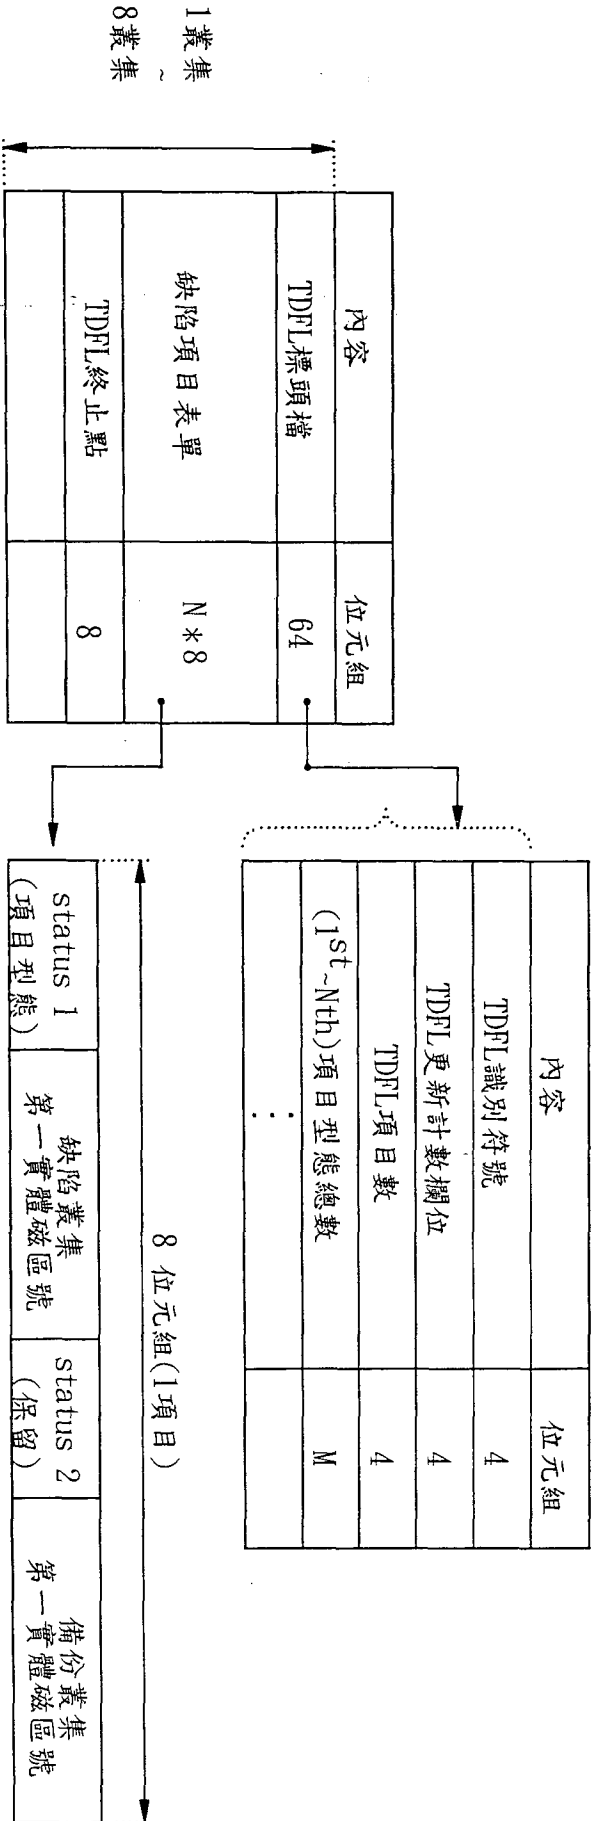 1叢集
~
8叢集
內容
位元組
TDFL標頭檔
64
缺陷項目表單
N*8
TDFL終止點
8
內容
位元組
TDFL識別符號
4
TDFL更新計數欄位
4
TDFL項目數
4
(1st~Nth)項目型態總數
M
...
8 位元組(1項目)
status 1
(項目型態)
缺陷叢集
第一實體磁區號
status 2
(保留)
備份叢集
第一實體磁區號